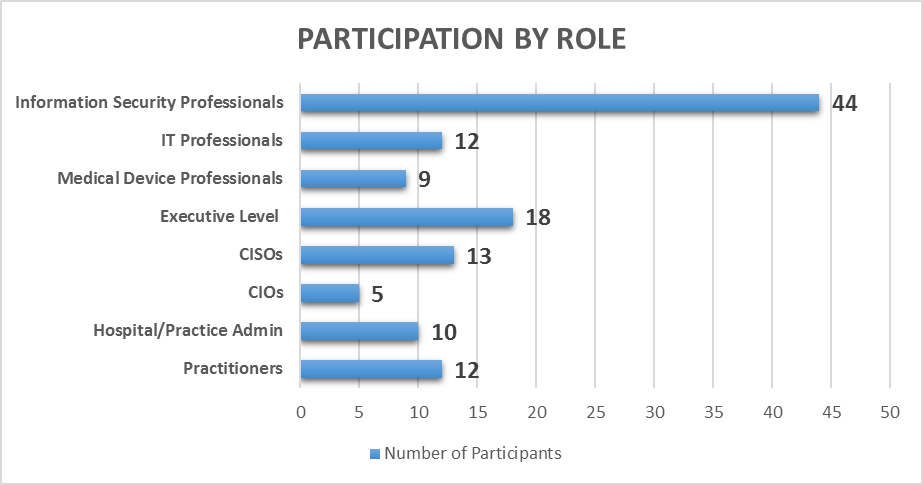 PARTICIPATION BY ROLE
Information Security Professionals 44
IT Professionals 12
Medical Device Professionals 9
Executive Level 18
CISOs 13
CIOs 5
Hospital/Practice Admin 10
Practitioners 12
0 5 10 15 20 25 30 35 40 45 50
Number of Participants